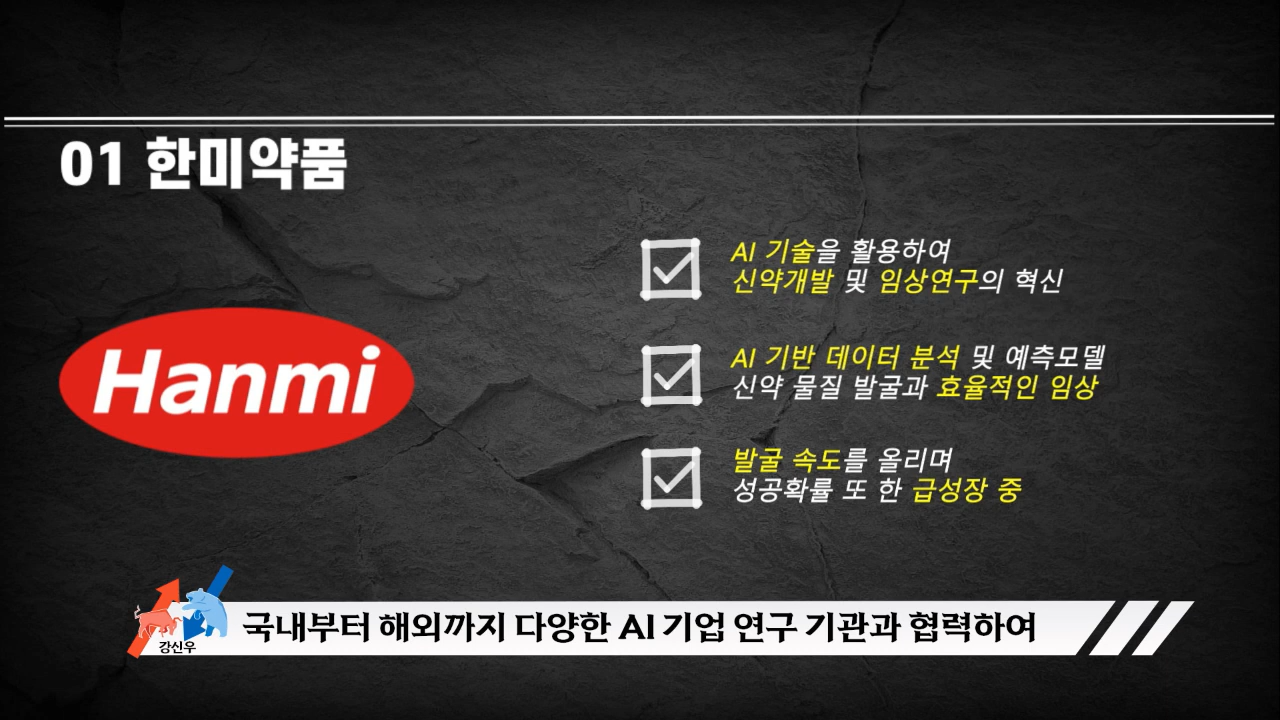 01 한미약품
Hanmi
AI 기술을 활용하여
신약개발 및 임상연구의 혁신
AI 기반 데이터 분석 및 예측모델
신약 물질 발굴과 효율적인 임상
발굴 속도를 올리며
성공확률 또 한 급성장 중
강신우
국내부터 해외까지 다양한 AI 기업 연구 기관과 협력하여